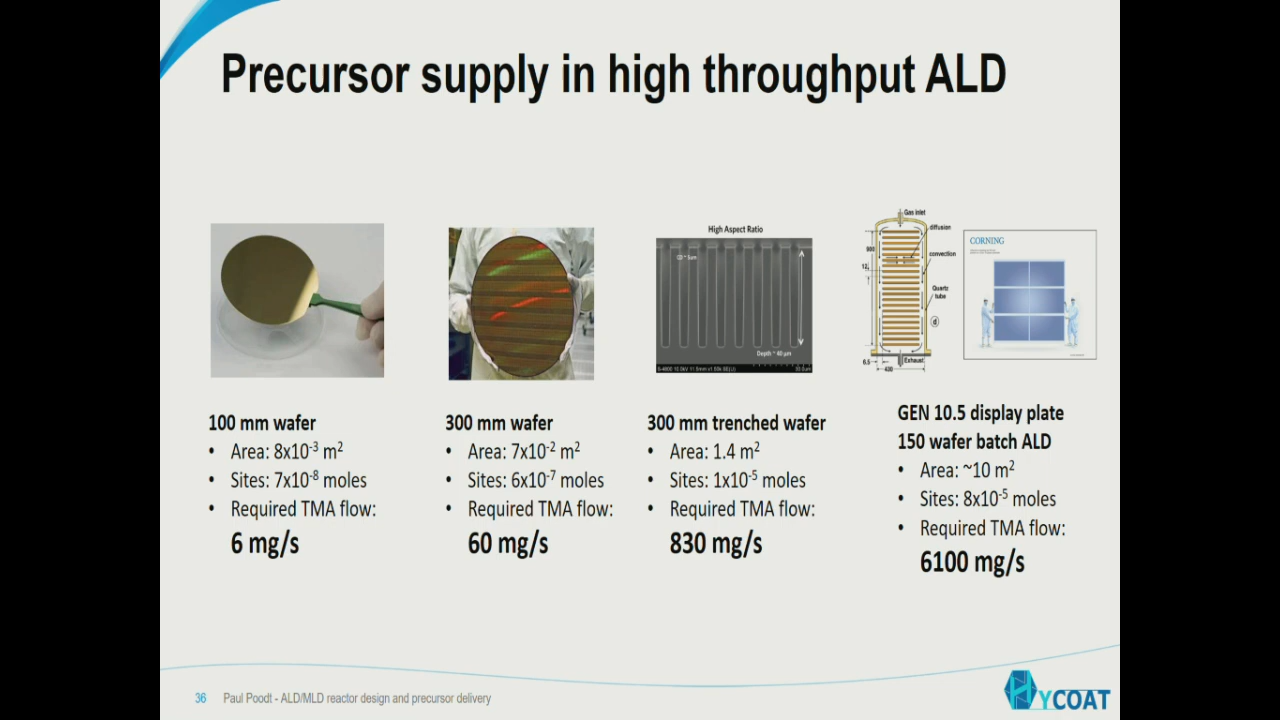 Precursor supply in high throughput ALD
High Aspect Ratio
Depth ~ 40 µm
Gas inlet
diffusion
convection
Quartz
tube
d
Exhaust
CORNING
100 mm wafer
• Area: 8x10-3 m2
• Sites: 7x10-8 moles
• Required TMA flow:
6 mg/s
300 mm wafer
• Area: 7x10-2 m2
• Sites: 6x10-7 moles
• Required TMA flow:
60 mg/s
300 mm trenched wafer
• Area: 1.4 m2
• Sites: 1x10-5 moles
• Required TMA flow:
830 mg/s
GEN 10.5 display plate
150 wafer batch ALD
• Area: ~10 m2
• Sites: 8x10-5 moles
• Required TMA flow:
6100 mg/s
36 Paul Poodt - ALD/MLD reactor design and precursor delivery
HYCOAT